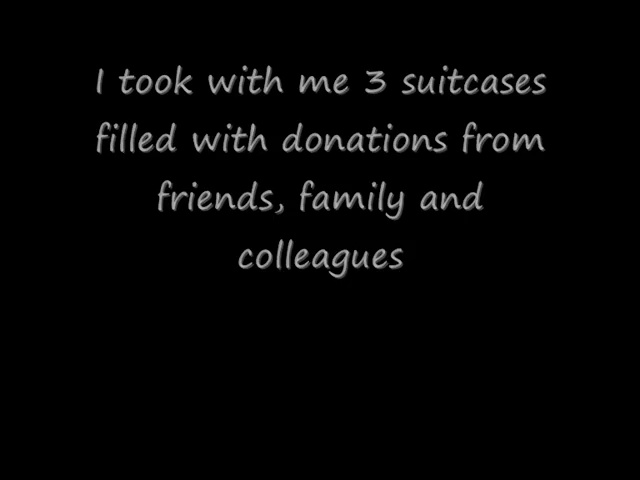 I took with me 3 suitcases
filled with donations from
friends, family and
colleagues